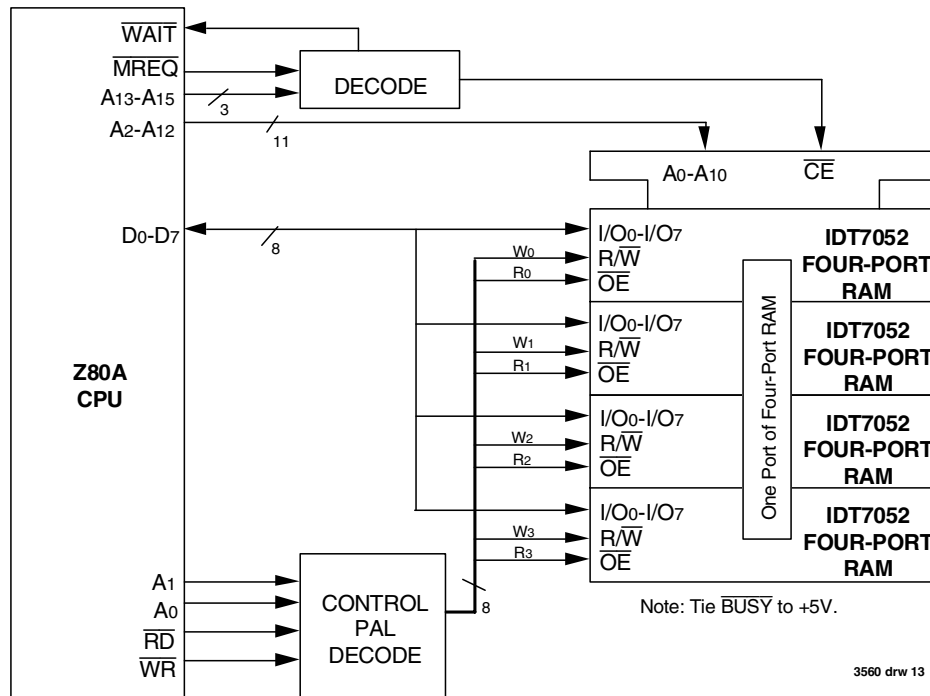 WAIT
MREQ
DECODE
A13-A15
3
A2-A12
11
A0-A10
CE
D0-D7
8
I/O0-I/O7
W0
R/W
R0
OE
IDT7052
FOUR-PORT
RAM
I/O0-I/O7
W1
R/W
R1
OE
IDT7052
FOUR-PORT
RAM
Z80A
CPU
One Port of Four-Port RAM
I/O0-I/O7
W2
R/W
R2
OE
IDT7052
FOUR-PORT
RAM
I/O0-I/O7
W3
R/W
R3
OE
IDT7052
FOUR-PORT
RAM
A1
A0
RD
WR
CONTROL
PAL
DECODE
8
Note: Tie BUSY to +5V.
3560 drw 13